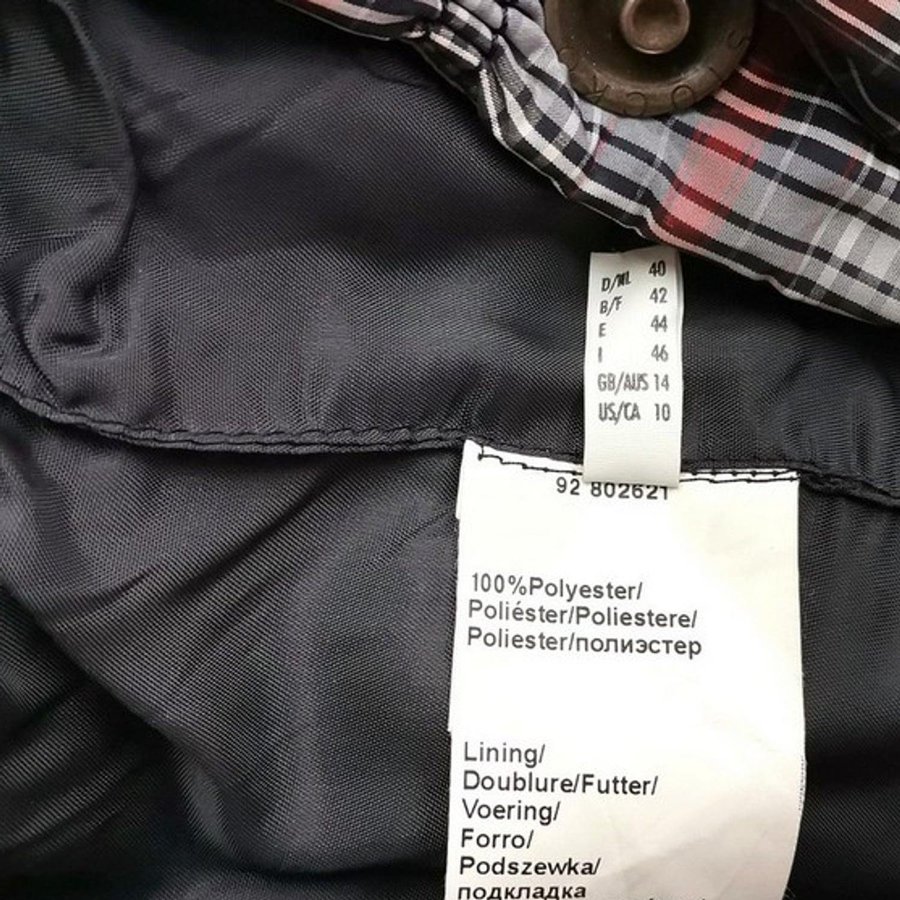 STOCK
D/NL 40
B/F 42
E 44
I 46
GB/AUS 14
US/CA 10
92 802621
100%Polyester/
Poliéster/Poliestere/
Poliester/полиэстер
Lining/
Doublure/Futter/
Voering/
Forro/
Podszewka/
подкладка